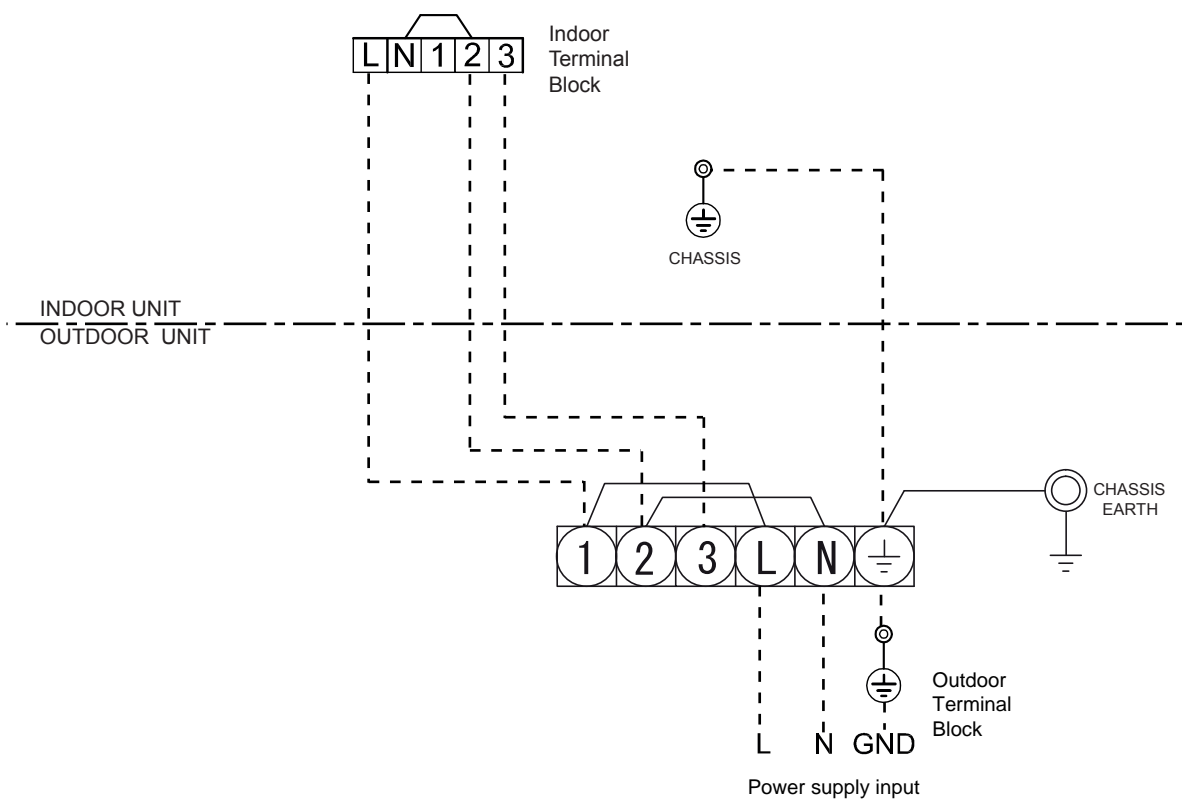 Indoor
Terminal
Block
L N 1 2 3
CHASSIS
INDOOR UNIT
OUTDOOR UNIT
CHASSIS
EARTH
1 2 3 L N
Outdoor
Terminal
Block
L N GND
Power supply input